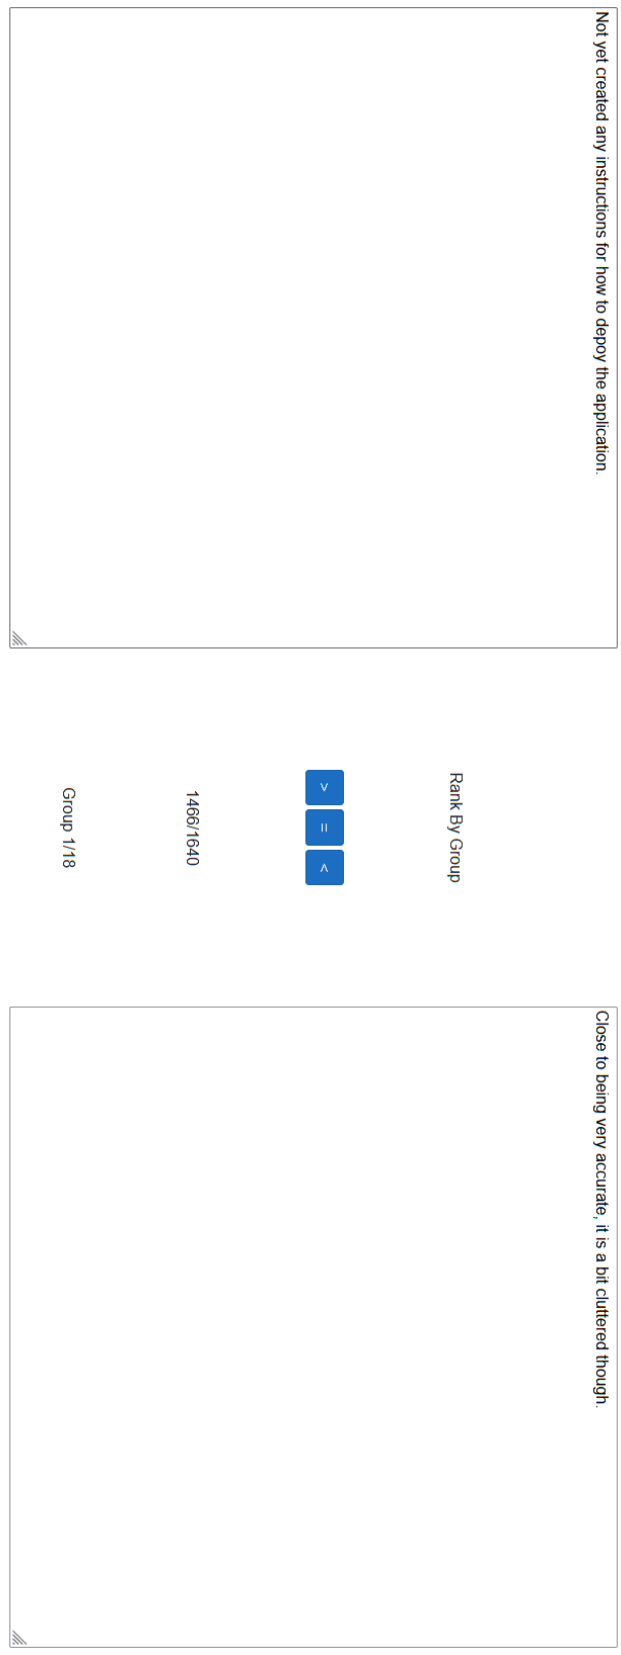 Not yet created any instructions for how to depoy the application.
Rank By Group
> = <
1466/1640
Group 1/18
Close to being very accurate, it is a bit cluttered though.